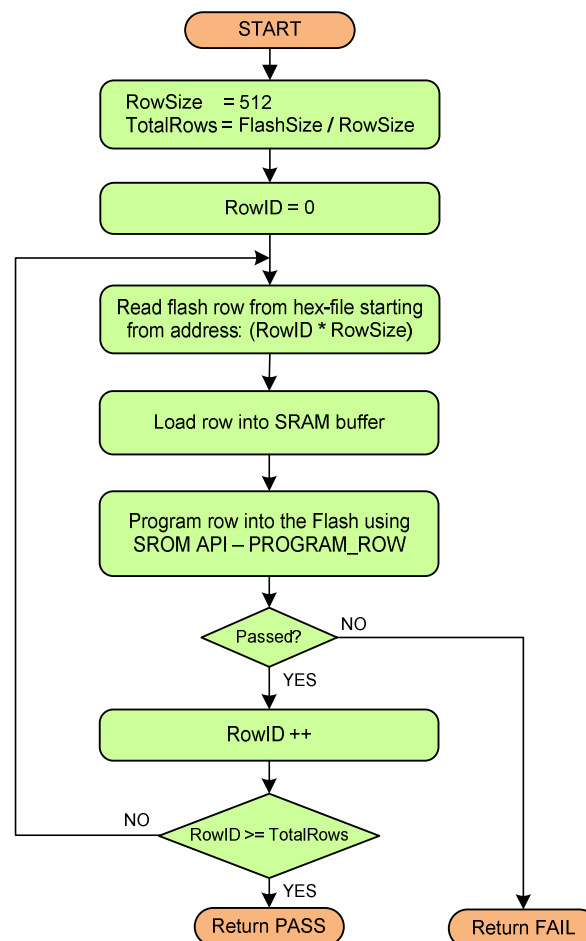 START
RowSize = 512
TotalRows = FlashSize / RowSize
RowID = 0
Read flash row from hex-file starting
from address: (RowID * RowSize)
Load row into SRAM buffer
Program row into the Flash using
SROM API – PROGRAM_ROW
Passed?
NO
YES
RowID ++
NO
RowID >= TotalRows
YES
Return PASS
Return FAIL